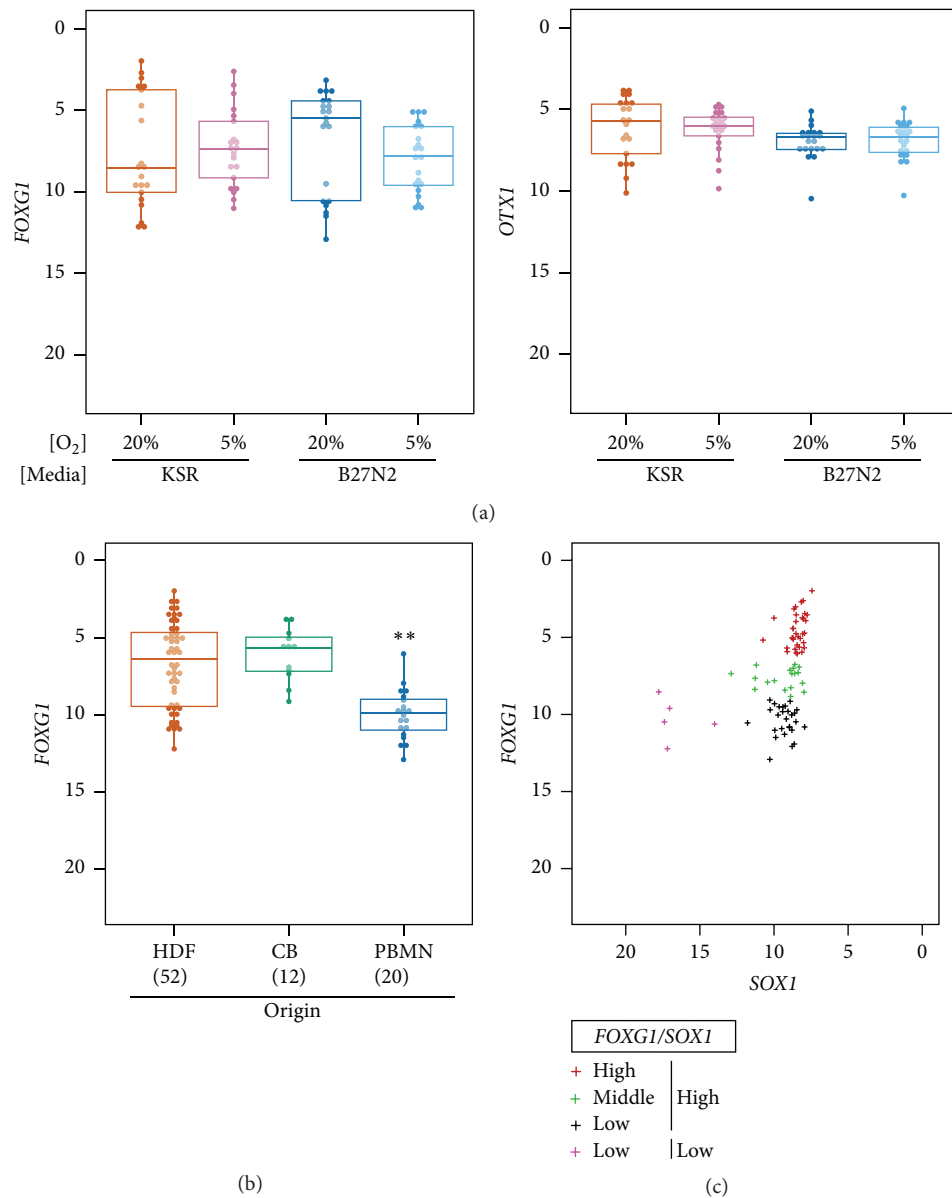 0
5
10
15
20
FOXG1
[O2]
20%
5%
20%
5%
[Media]
KSR
B27N2
0
5
10
15
20
OTX1
20%
5%
20%
5%
KSR
B27N2
(a)
0
5
10
15
20
FOXG1
**
HDF
CB
PBMN
(52)
(12)
(20)
Origin
(b)
0
5
10
15
20
FOXG1
20
15
10
5
0
SOX1
FOXG1/SOX1
+ High
+ Middle
High
+ Low
+ Low
Low
(c)